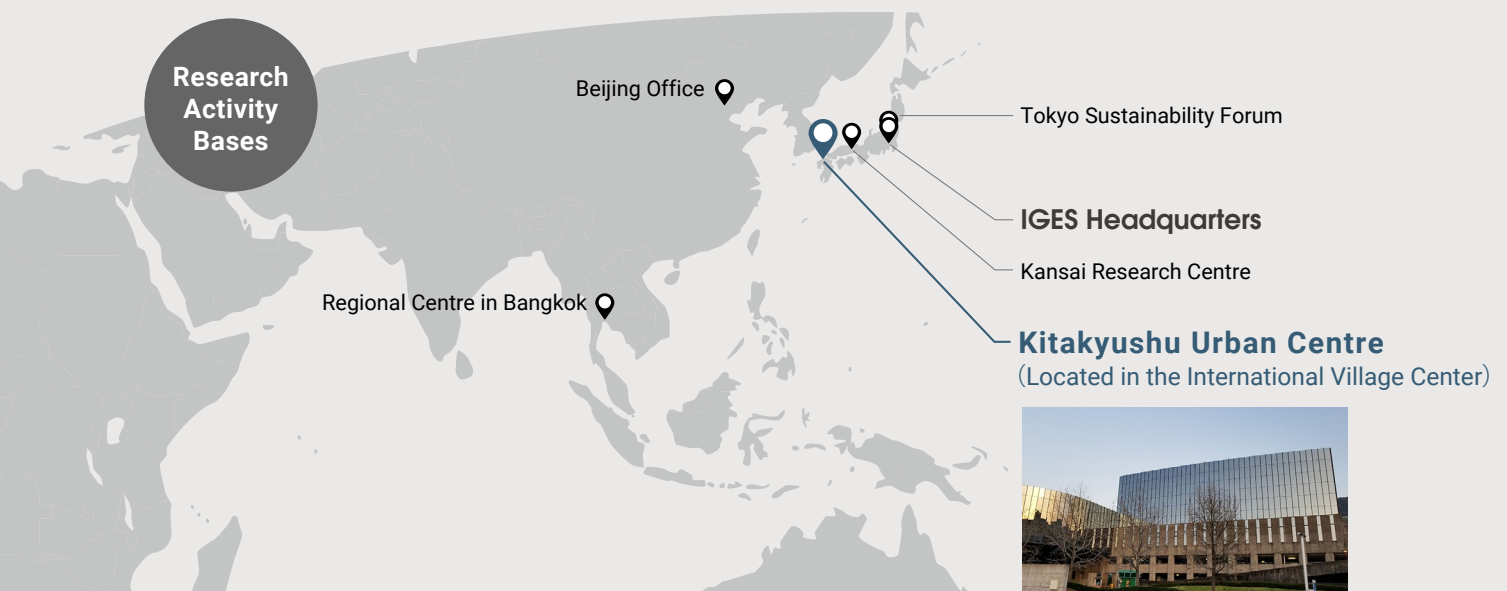 Research
Activity
Bases
Beijing Office
Tokyo Sustainability Forum
IGES Headquarters
Kansai Research Centre
Regional Centre in Bangkok
Kitakyushu Urban Centre
（Located in the International Village Center）